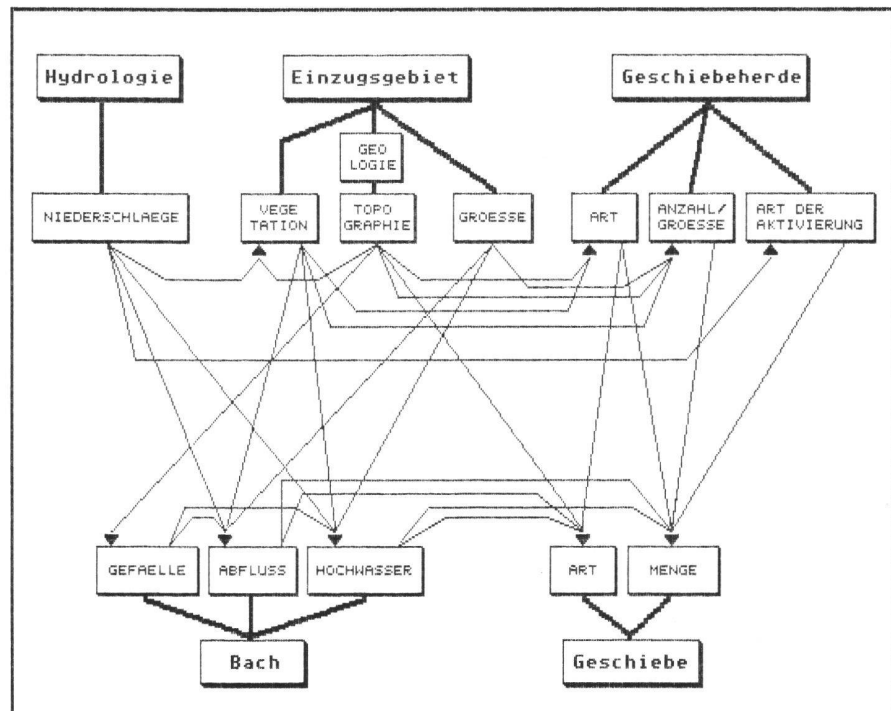 Hydrologie
Einzugsgebiet
Geschiebeherde
GEO
LOGIE
NIEDERSCHLAEGE
VEGE
TATION
TOPO
GRAPHIE
GROESSE
ART
ANZAHL/
GROESSE
ART DER
AKTIVIERUNG
GEFAELLE
ABFLUSS
HOCHWASSER
ART
MENGE
Bach
Geschiebe